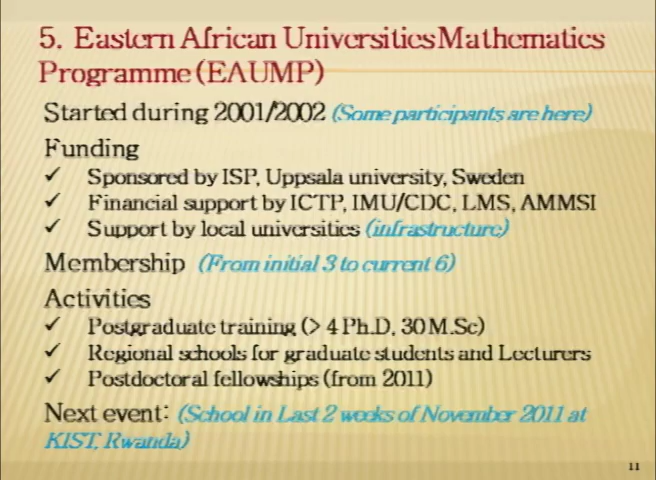 5. Eastern African Universities Mathematics
Programme (EAUMP)
Started during 2001/2002 (Some participants are here)
Funding
✓ Sponsored by ISP, Uppsala university, Sweden
✓ Financial support by ICTP, IMU/CDC, LMS, AMMSI
✓ Support by local universities (infrastructure)
Membership (From initial 3 to current 6)
Activities
✓ Postgraduate training (> 4 Ph.D, 30 M.Sc)
✓ Regional schools for graduate students and Lecturers
✓ Postdoctoral fellowships (from 2011)
Next event: (School in Last 2 weeks of November 2011 at
KIST, Rwanda)
11